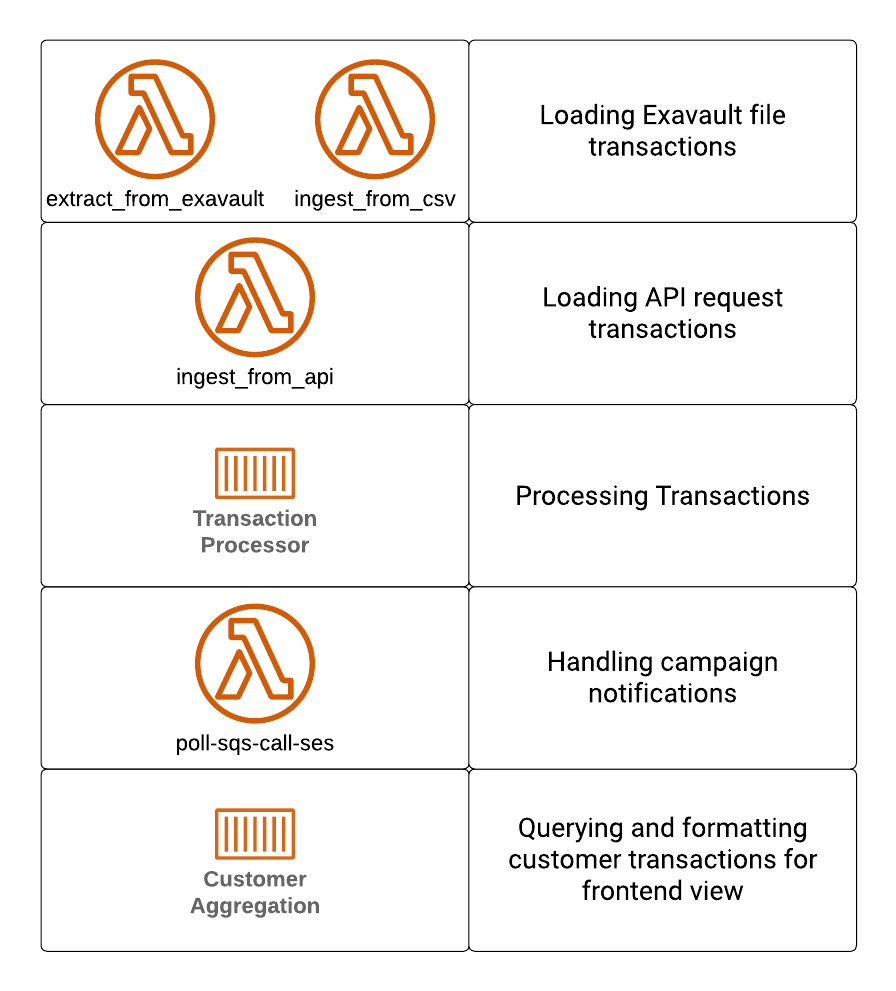 extract_from_exavault
ingest_from_csv
Loading Exavault file
transactions
ingest_from_api
Loading API request
transactions
Transaction
Processor
Processing Transactions
poll-sqs-call-ses
Handling campaign
notifications
Customer
Aggregation
Querying and formatting
customer transactions for
frontend view